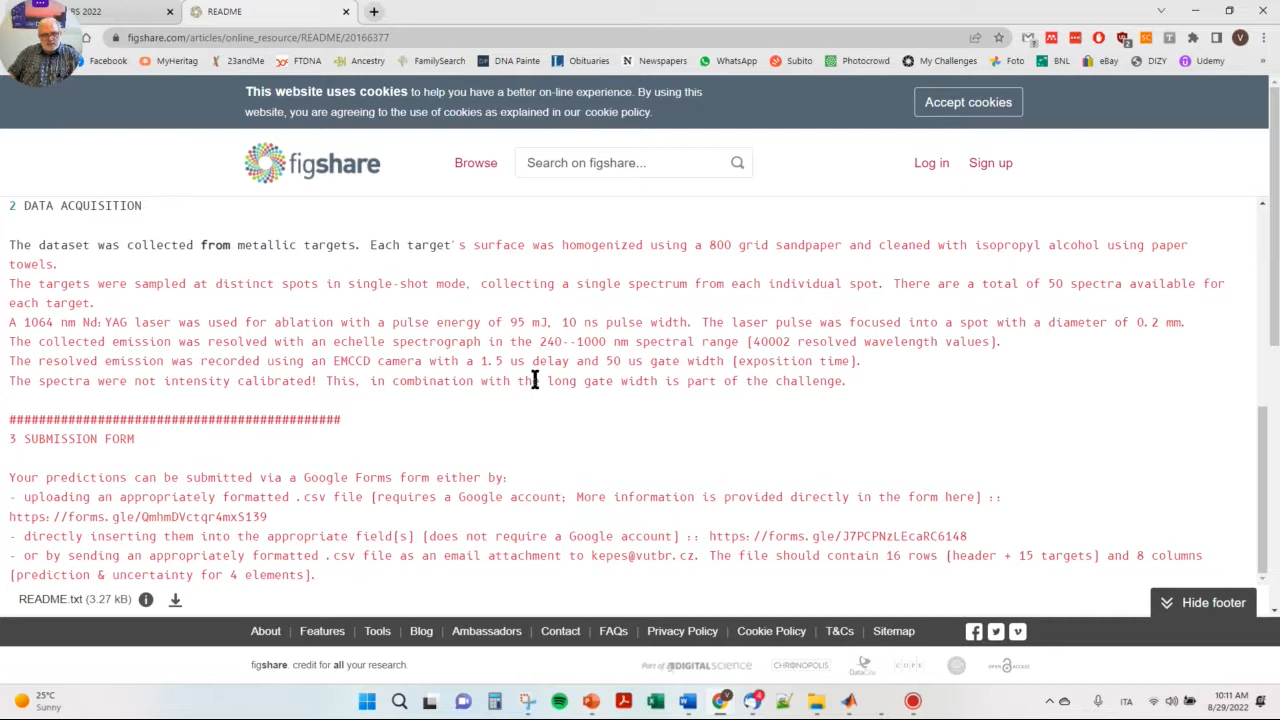 BS 2022
README
figshare.com/articles/online_resource/README/20166377
Facebook MyHeritag 23andMe FTDNA Ancestry FamilySearch DNA Painte Obituaries Newspapers WhatsApp Subito Photocrowd My Challenges Foto BNL eBay DIZY Udemy
This website uses cookies to help you have a better on-line experience. By using this
website, you are agreeing to the use of cookies as explained in our cookie policy.
Accept cookies
figshare
Browse
Search on figshare...
Log in Sign up
2 DATA ACQUISITION
The dataset was collected from metallic targets. Each target's surface was homogenized using a 800 grid sandpaper and cleaned with isopropyl alcohol using paper
towels.
The targets were sampled at distinct spots in single-shot mode, collecting a single spectrum from each individual spot. There are a total of 50 spectra available for
each target.
A 1064 nm Nd:YAG laser was used for ablation with a pulse energy of 95 mJ, 10 ns pulse width. The laser pulse was focused into a spot with a diameter of 0.2 mm.
The collected emission was resolved with an echelle spectrograph in the 240--1000 nm spectral range [40002 resolved wavelength values].
The resolved emission was recorded using an EMCCD camera with a 1.5 us delay and 50 us gate width [exposition time].
The spectra were not intensity calibrated! This, in combination with the long gate width is part of the challenge.
#############################################
3 SUBMISSION FORM
Your predictions can be submitted via a Google Forms form either by:
- uploading an appropriately formatted .csv file [requires a Google account; More information is provided directly in the form here] ::
https://forms.gle/QmhmDVctqr4mxS139
- directly inserting them into the appropriate field[s] [does not require a Google account] :: https://forms.gle/J7PCPNzLEcaRC6148
- or by sending an appropriately formatted .csv file as an email attachment to kepes@vutbr.cz. The file should contain 16 rows [header + 15 targets] and 8 columns
[prediction & uncertainty for 4 elements].
README.txt (3.27 kB)
Hide footer
About | Features | Tools | Blog | Ambassadors | Contact | FAQs | Privacy Policy | Cookie Policy | T&Cs | Sitemap
figshare. credit for all your research.
Part of DIGITAL SCIENCE CHRONOPOLIS DataCite C O P E OPEN ACCESS
25°C
Sunny
ITA
10:11 AM
8/29/2022